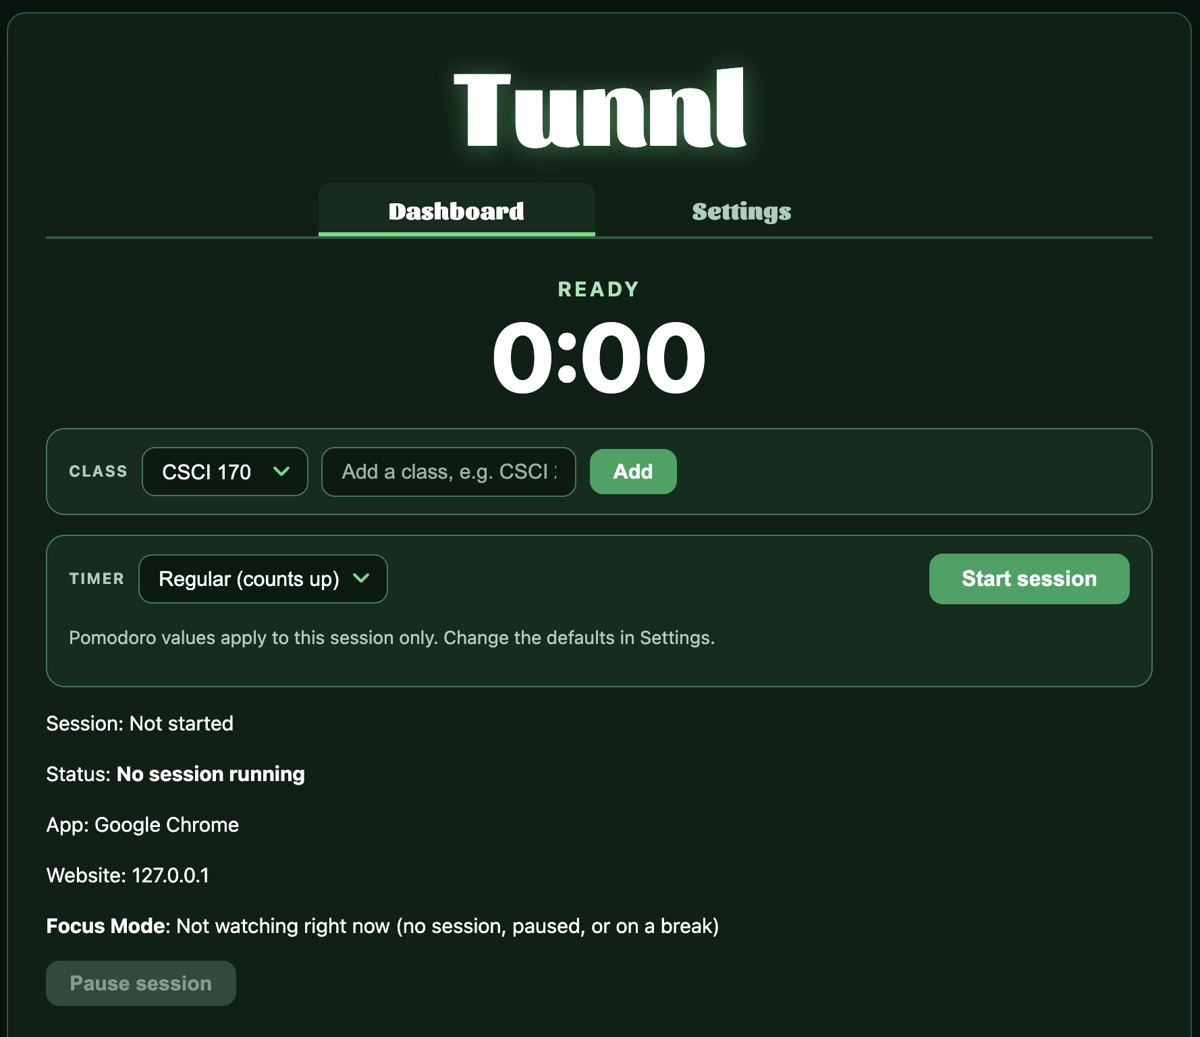 Tunnl
Dashboard Settings
READY
0:00
CLASS CSCI 170 Add a class, e.g. CSCI Add
TIMER Regular (counts up) Start session
Pomodoro values apply to this session only. Change the defaults in Settings.
Session: Not started
Status: No session running
App: Google Chrome
Website: 127.0.0.1
Focus Mode: Not watching right now (no session, paused, or on a break)
Pause session